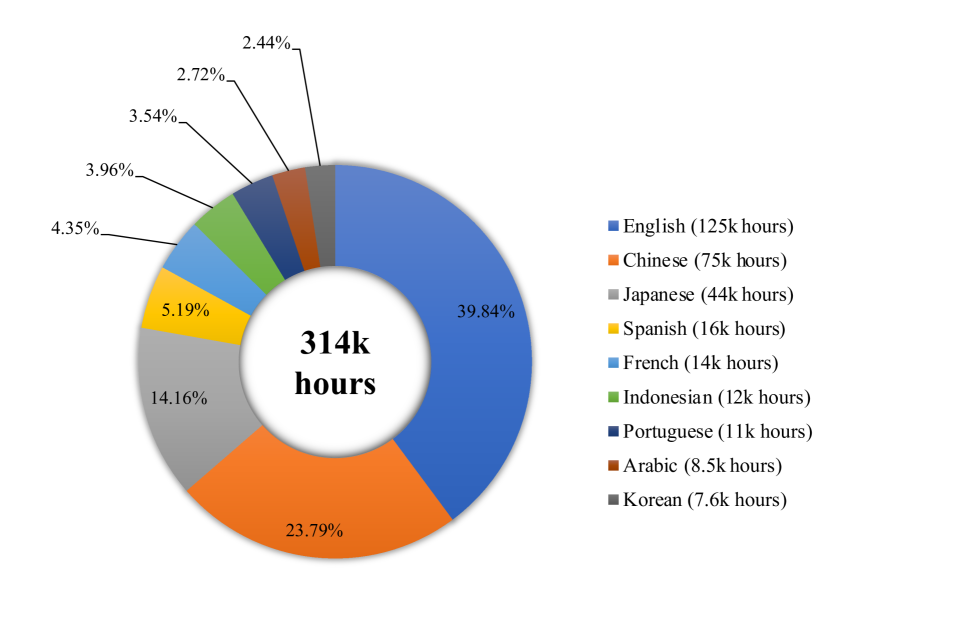 2.44%
2.72%
3.54%
3.96%
4.35%
5.19%
14.16%
23.79%
39.84%
314k
hours
English (125k hours)
Chinese (75k hours)
Japanese (44k hours)
Spanish (16k hours)
French (14k hours)
Indonesian (12k hours)
Portuguese (11k hours)
Arabic (8.5k hours)
Korean (7.6k hours)